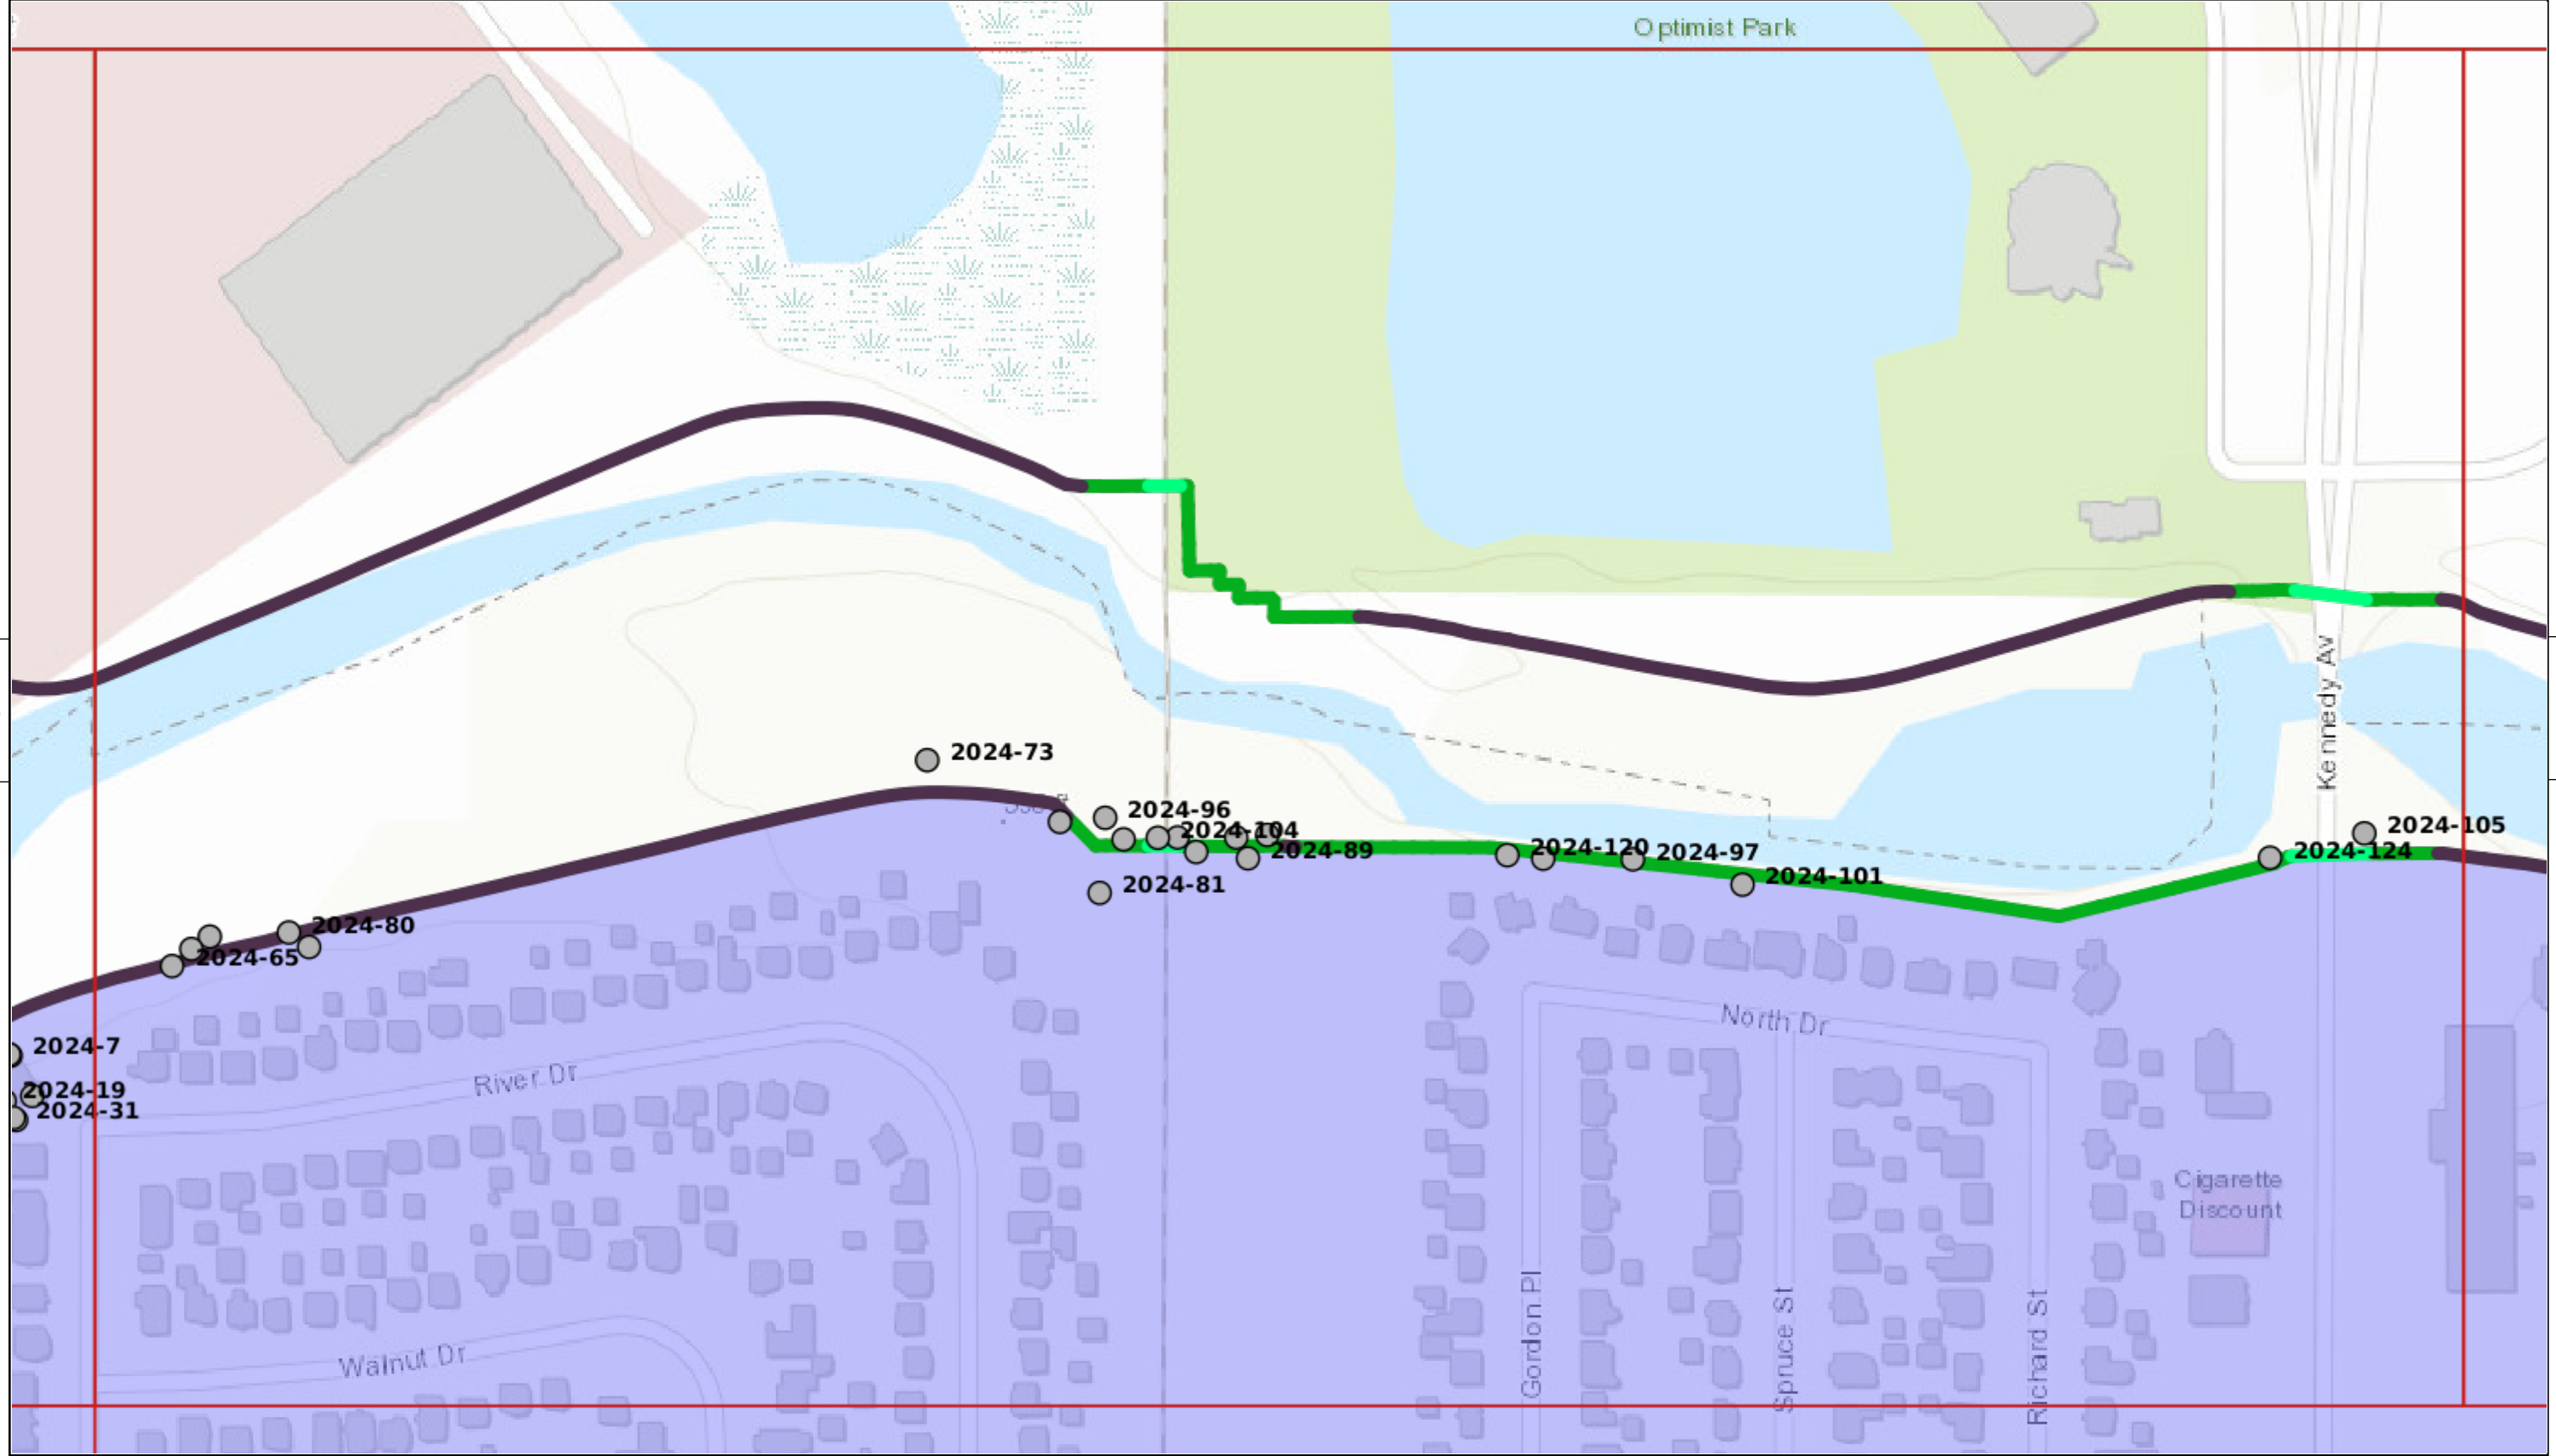 Optimist Park
Kennedy Av
2024-73
2024-96
2024-104
2024-89
2024-120
2024-97
2024-101
2024-105
2024-124
2024-81
2024-80
2024-65
2024-7
2024-19
2024-31
North Dr
River Dr
Cigarette
Discount
Gordon Pl
Spruce St
Richard St
Walnut Dr